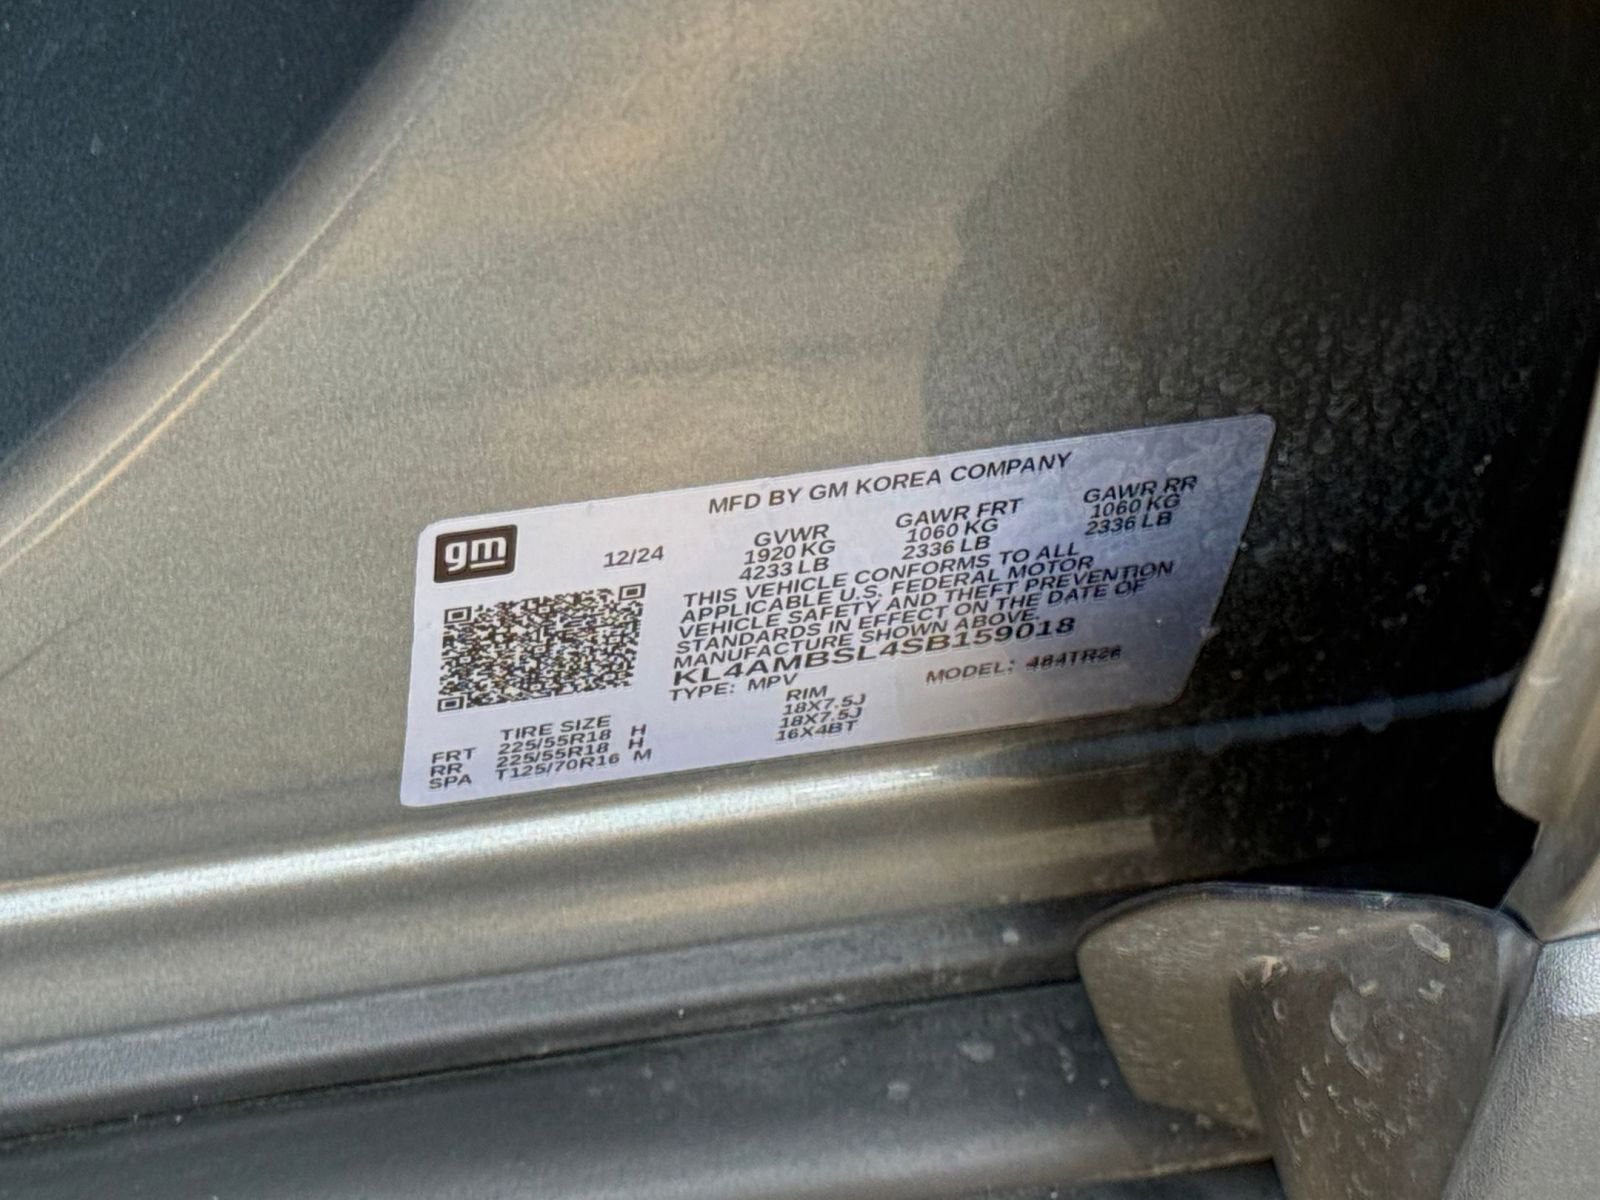 MFD BY GM KOREA COMPANY
gm
12/24
GVWR GAWR FRT GAWR RR
1920 KG 1060 KG 1060 KG
4233 LB 2336 LB 2336 LB
THIS VEHICLE CONFORMS TO ALL
APPLICABLE U.S. FEDERAL MOTOR
VEHICLE SAFETY AND THEFT PREVENTION
STANDARDS IN EFFECT ON THE DATE OF
MANUFACTURE SHOWN ABOVE.
KL4AMBSL4SB159018
TYPE: MPV MODEL:
TIRE SIZE RIM
FRT 225/55R18 H 18X7.5J
RR 225/55R18 H 18X7.5J
SPA T125/70R16 M 16X4BT